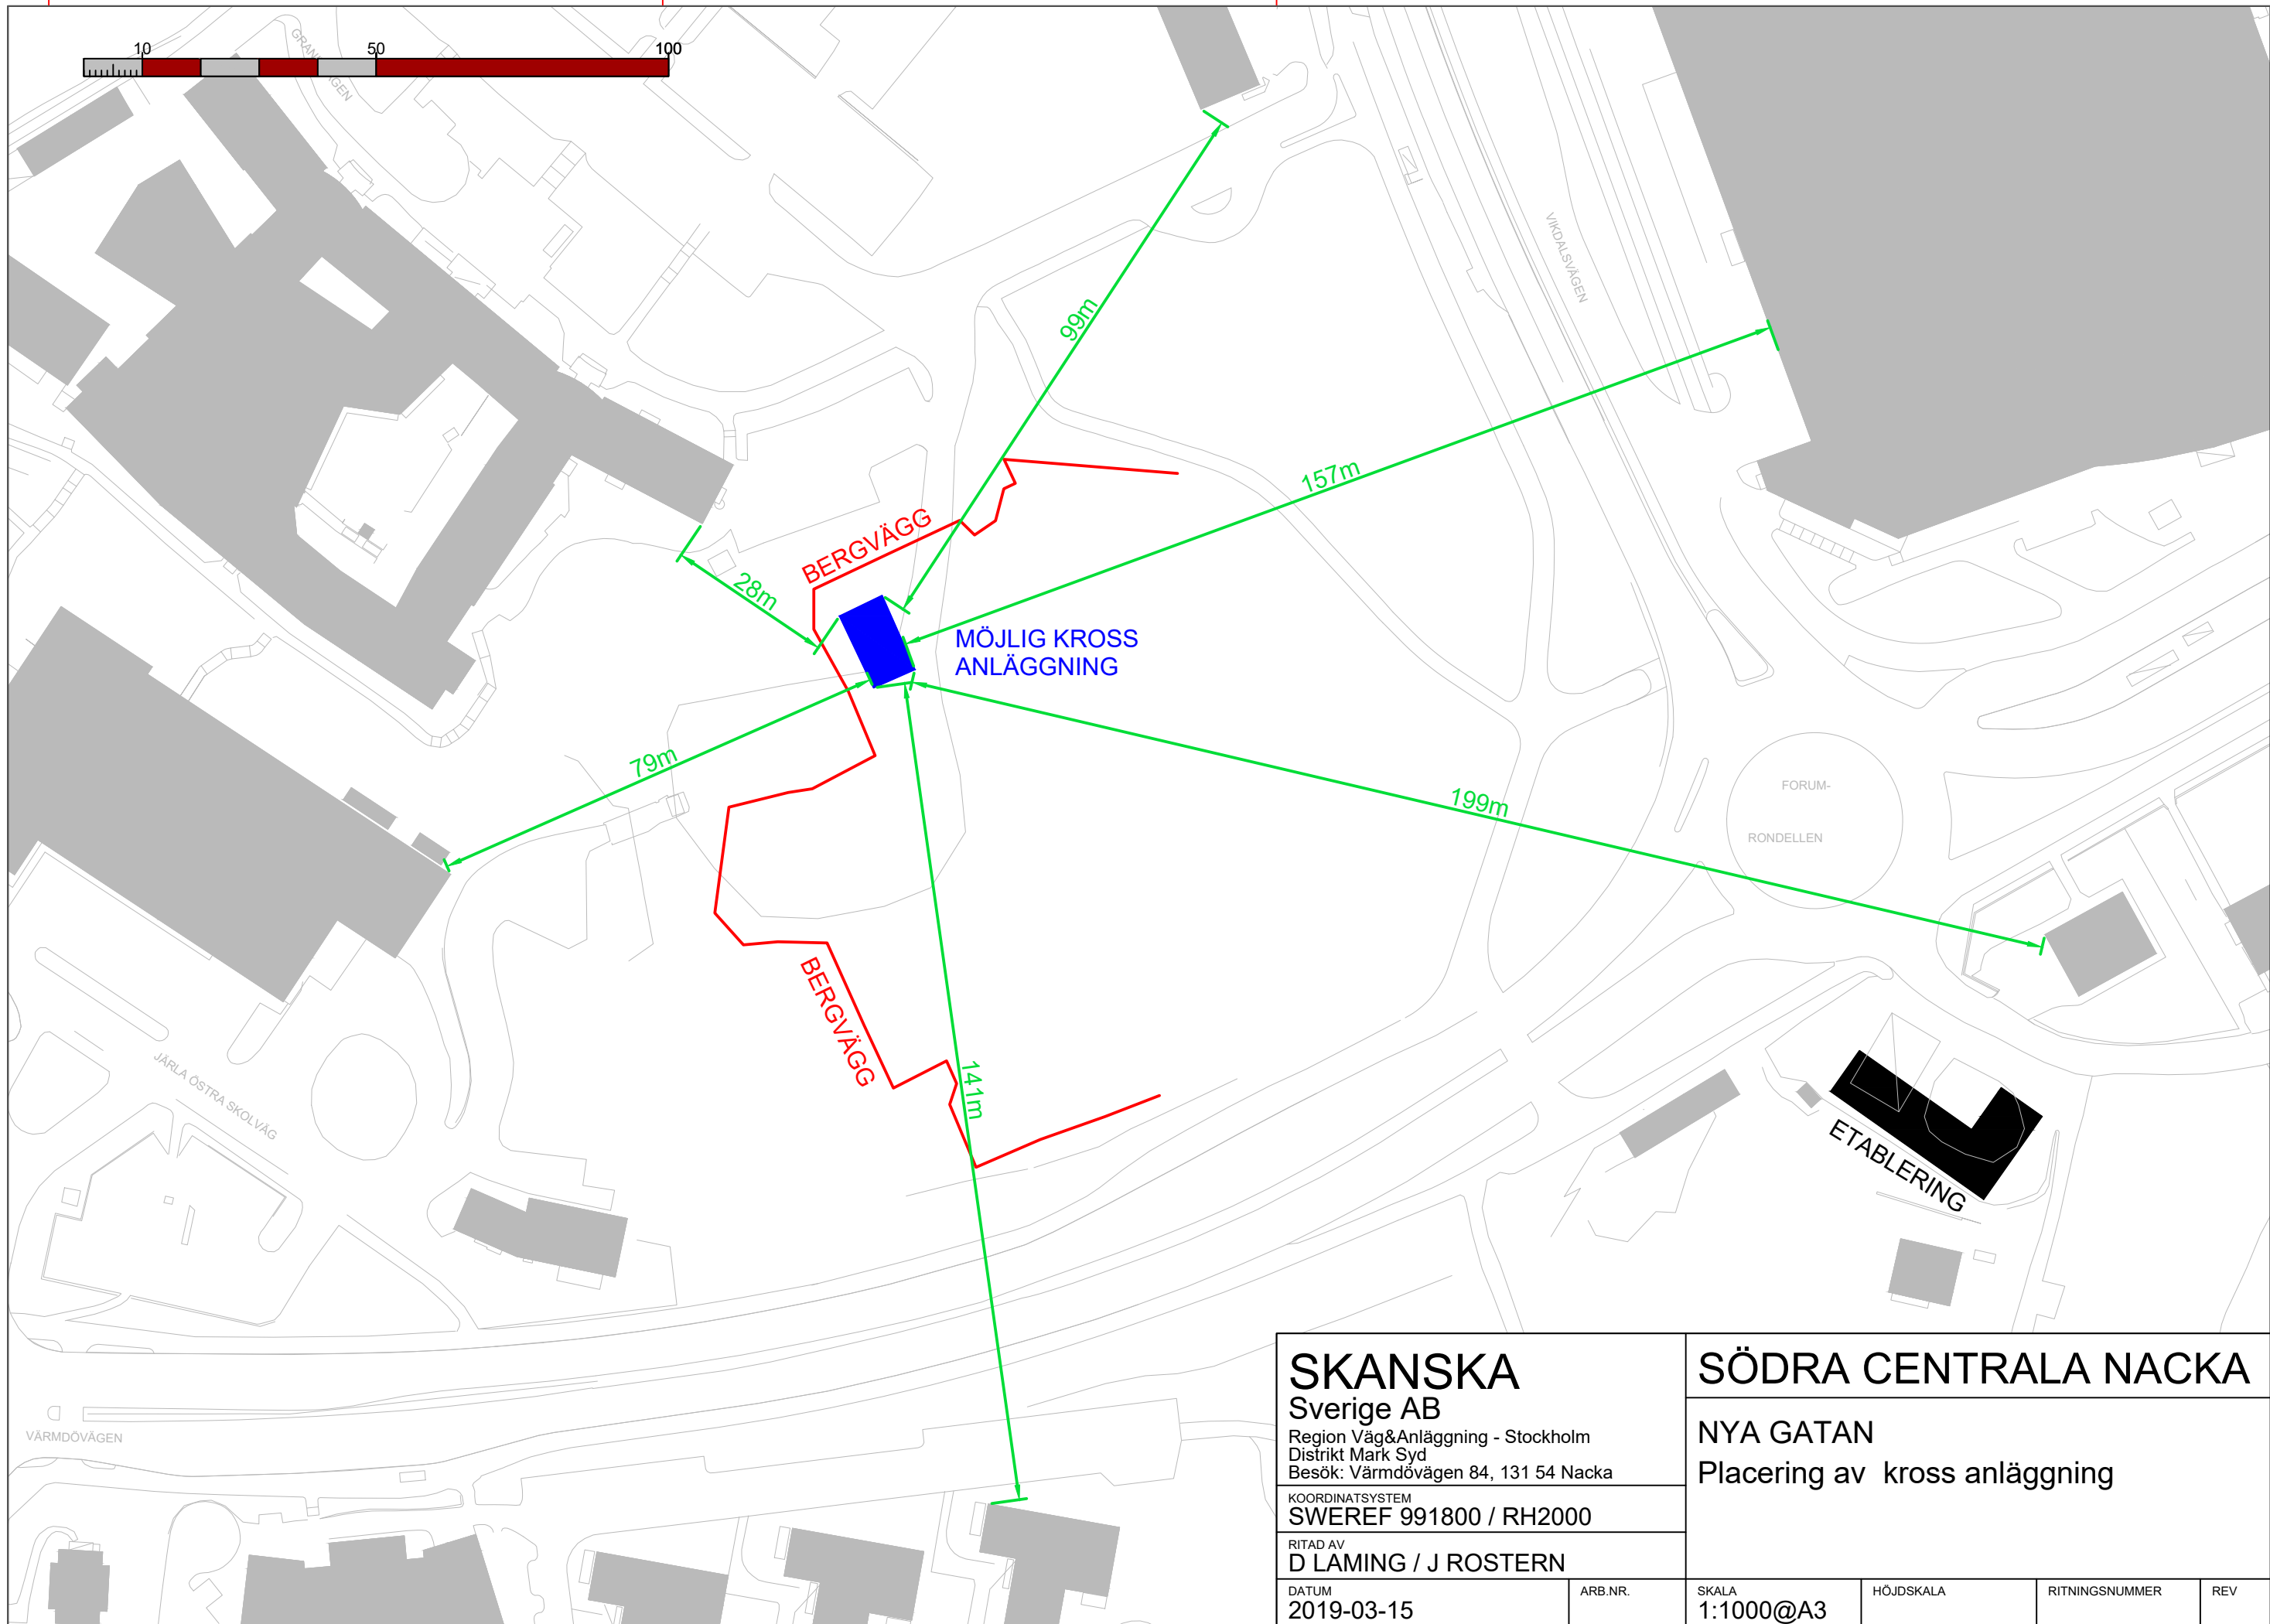 10
50
100
GRANITVÄGEN
VIKDALSVÄGEN
99m
157m
BERGVÄGG
28m
MÖJLIG KROSS
ANLÄGGNING
79m
199m
FORUM-
RONDELLEN
BERGVÄGG
141m
JÄRLA ÖSTRA SKOLVÄG
ETABLERING
VÄRMDÖVÄGEN
SKANSKA
Sverige AB
Region Väg&Anläggning - Stockholm
Distrikt Mark Syd
Besök: Värmdövägen 84, 131 54 Nacka
KOORDINATSYSTEM
SWEREF 991800 / RH2000
RITAD AV
D LAMING / J ROSTERN
DATUM
2019-03-15
ARB.NR.
SÖDRA CENTRALA NACKA
NYA GATAN
Placering av kross anläggning
SKALA
1:1000@A3
HÖJDSKALA
RITNINGSNUMMER
REV